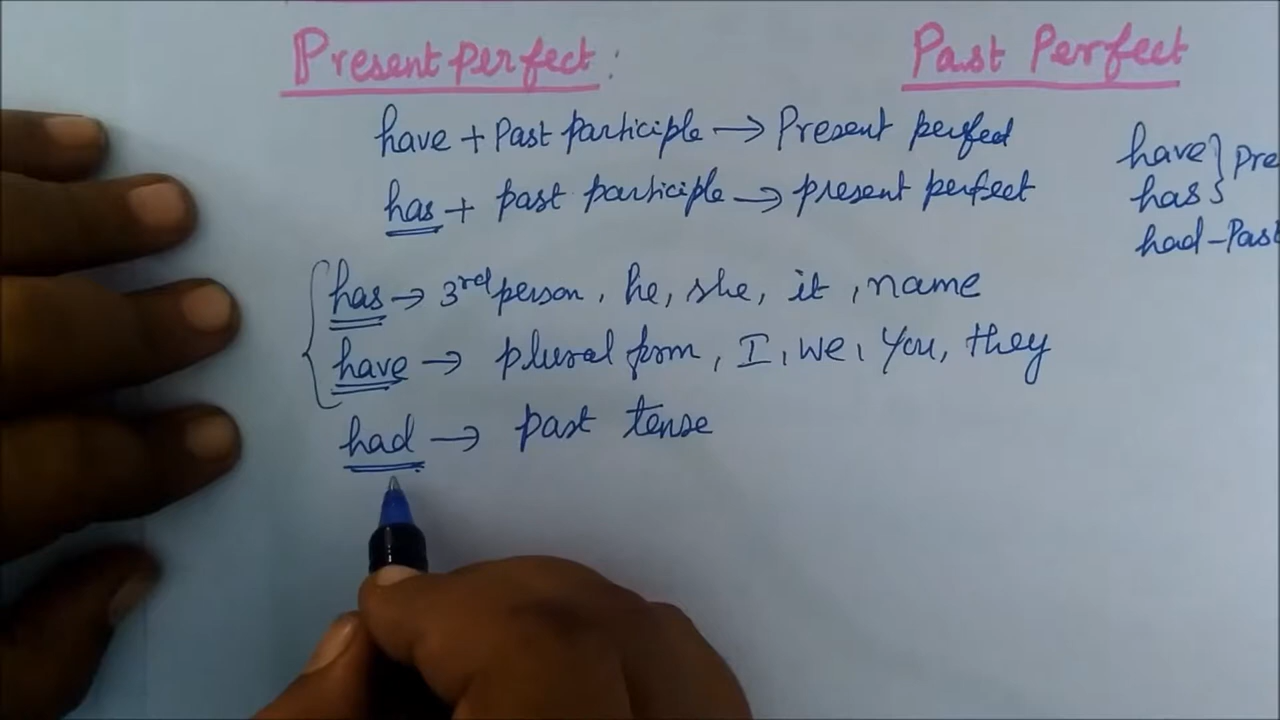 Present perfect:
have + Past participle → Present perfect
has + past participle → present perfect
has → 3rd person, he, she, it, name
have → plural form, I, we, You, they
had → past tense
Past Perfect
have } Pre
has
had - Past